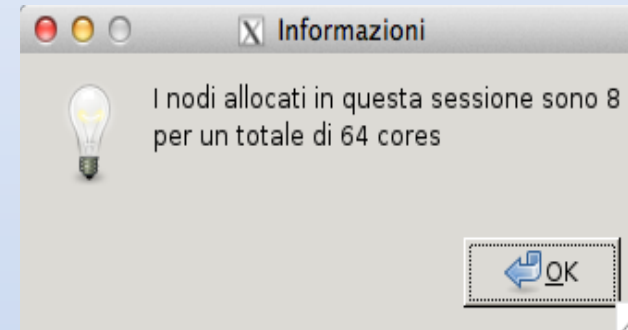 Informazioni
I nodi allocati in questa sessione sono 8
per un totale di 64 cores
OK